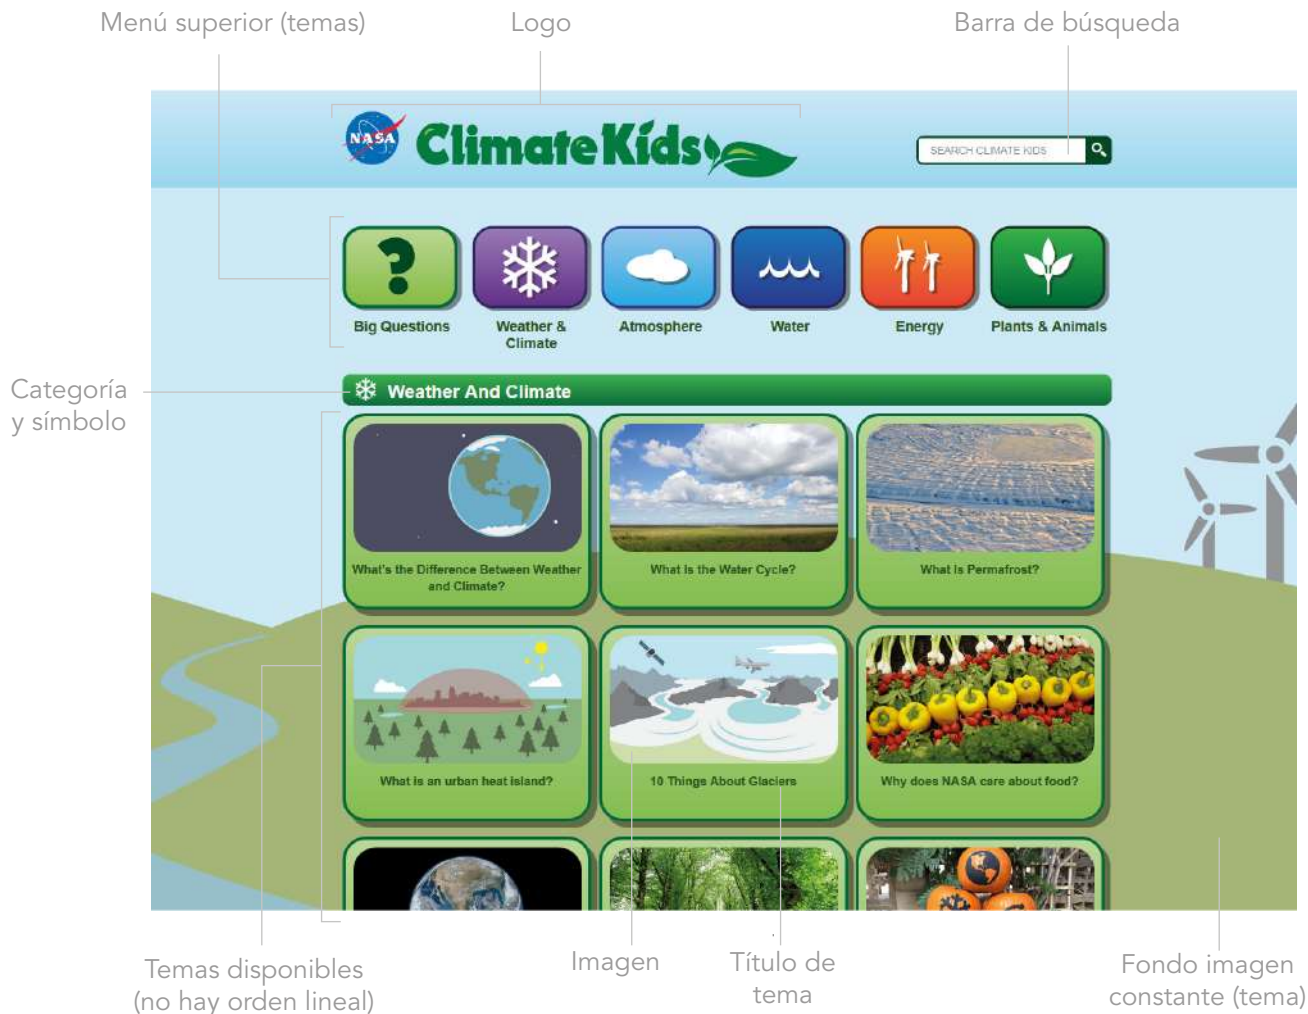 Menú superior (temas)
Logo
Barra de búsqueda
NASA
ClimateKids
SEARCH CLIMATE KIDS
Big Questions
Weather &
Climate
Atmosphere
Water
Energy
Plants & Animals
Categoría
y símbolo
Weather And Climate
What's the Difference Between Weather
and Climate?
What Is the Water Cycle?
What Is Permafrost?
What is an urban heat island?
10 Things About Glaciers
Why does NASA care about food?
Temas disponibles
(no hay orden lineal)
Imagen
Título de
tema
Fondo imagen
constante (tema)